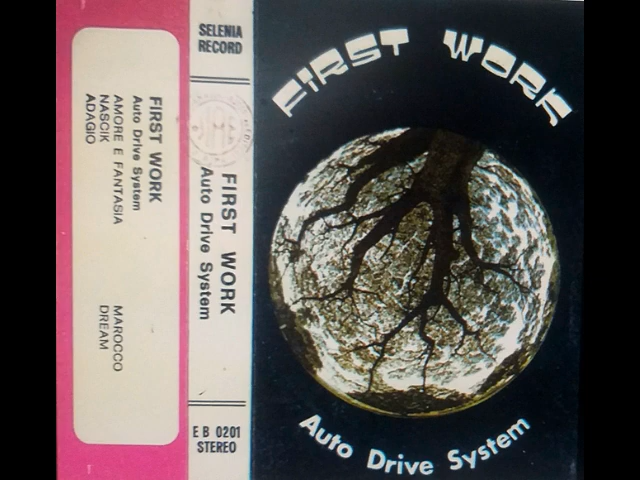 FIRST WORK
Auto Drive System
AMORE E FANTASIA
NASCIK
ADAGIO
MAROCCO
DREAM
SELENIA
RECORD
FIRST WORK
Auto Drive System
E B 0201
STEREO
FIRST WORK
Auto Drive System